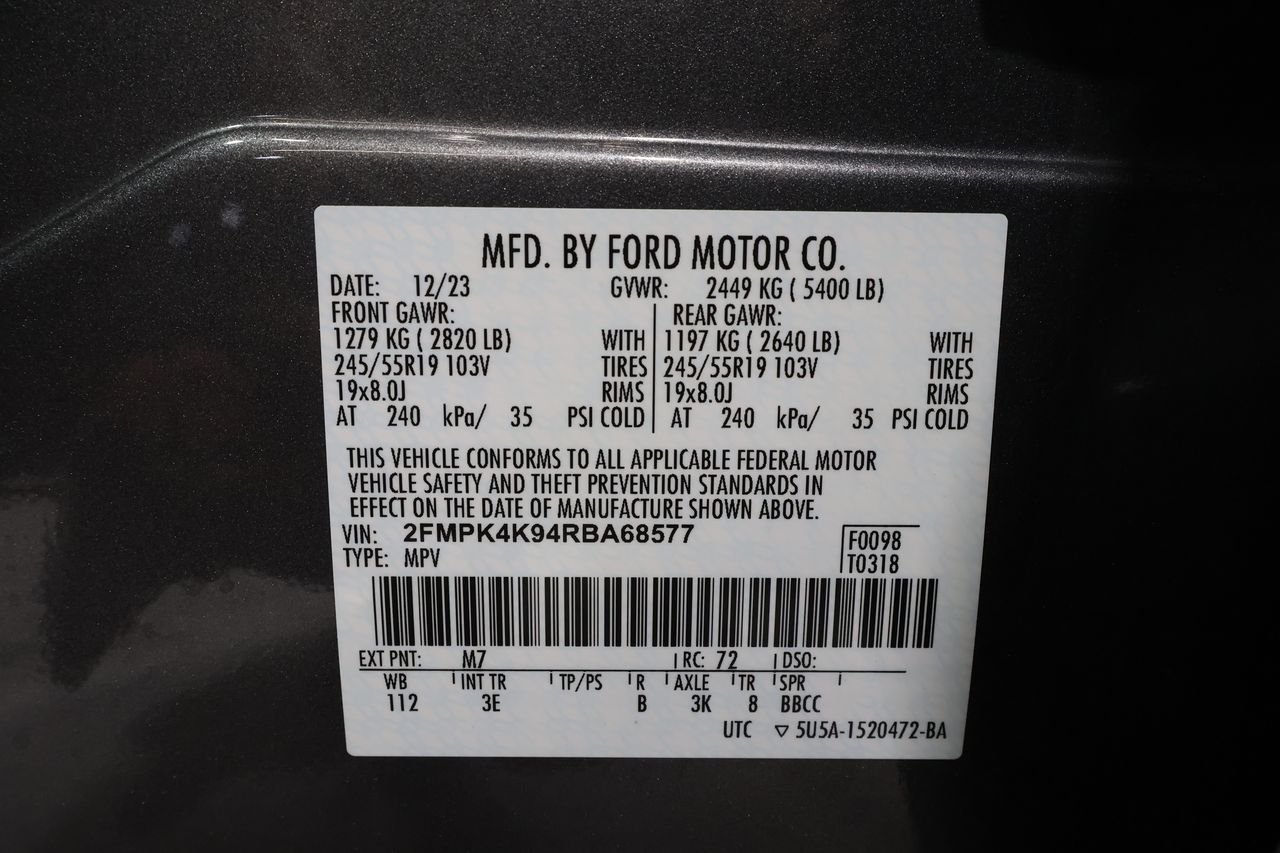 MFD. BY FORD MOTOR CO.
DATE: 12/23 GVWR: 2449 KG ( 5400 LB)
FRONT GAWR: REAR GAWR:
1279 KG ( 2820 LB) WITH 1197 KG ( 2640 LB) WITH
245/55R19 103V TIRES 245/55R19 103V TIRES
19x8.0J RIMS 19x8.0J RIMS
AT 240 kPa/ 35 PSI COLD AT 240 kPa/ 35 PSI COLD
THIS VEHICLE CONFORMS TO ALL APPLICABLE FEDERAL MOTOR
VEHICLE SAFETY AND THEFT PREVENTION STANDARDS IN
EFFECT ON THE DATE OF MANUFACTURE SHOWN ABOVE.
VIN: 2FMPK4K94RBA68577 F0098
TYPE: MPV T0318
EXT PNT: M7 RC: 72 DSO:
WB INT TR TP/PS R AXLE TR SPR
112 3E B 3K 8 BBCC
UTC ▽ 5U5A-1520472-BA